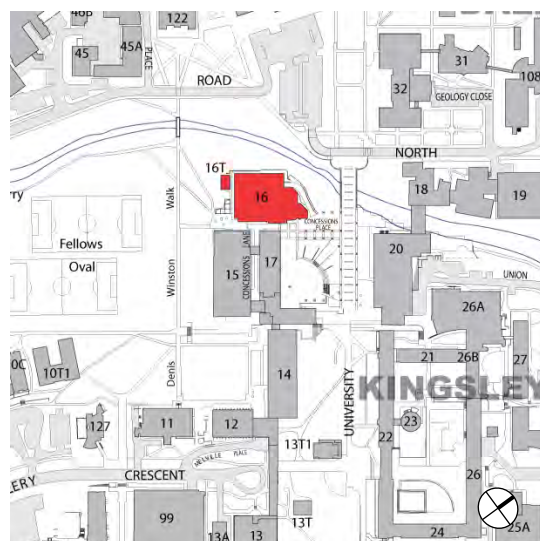 46B
122
45
45A
PLACE
31
32
108
ROAD
GEOLOGY CLOSE
NORTH
16T
16
18
19
Walk
CONCESSIONS
PLACE
Fellows
Oval
15
CONCESSIONS LANE
17
20
UNION
Winston
26A
10T1
21
26B
27
14
KINGSLEY
Denis
UNIVERSITY
127
11
12
13T1
22
23
MELVILLE PLACE
CRESCENT
26
99
13A
13
13T
24
25A